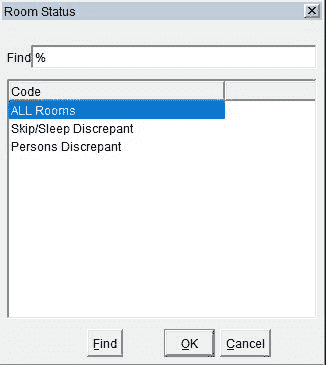 Room Status
Find %
Code
ALL Rooms
Skip/Sleep Discrepant
Persons Discrepant
Find OK Cancel